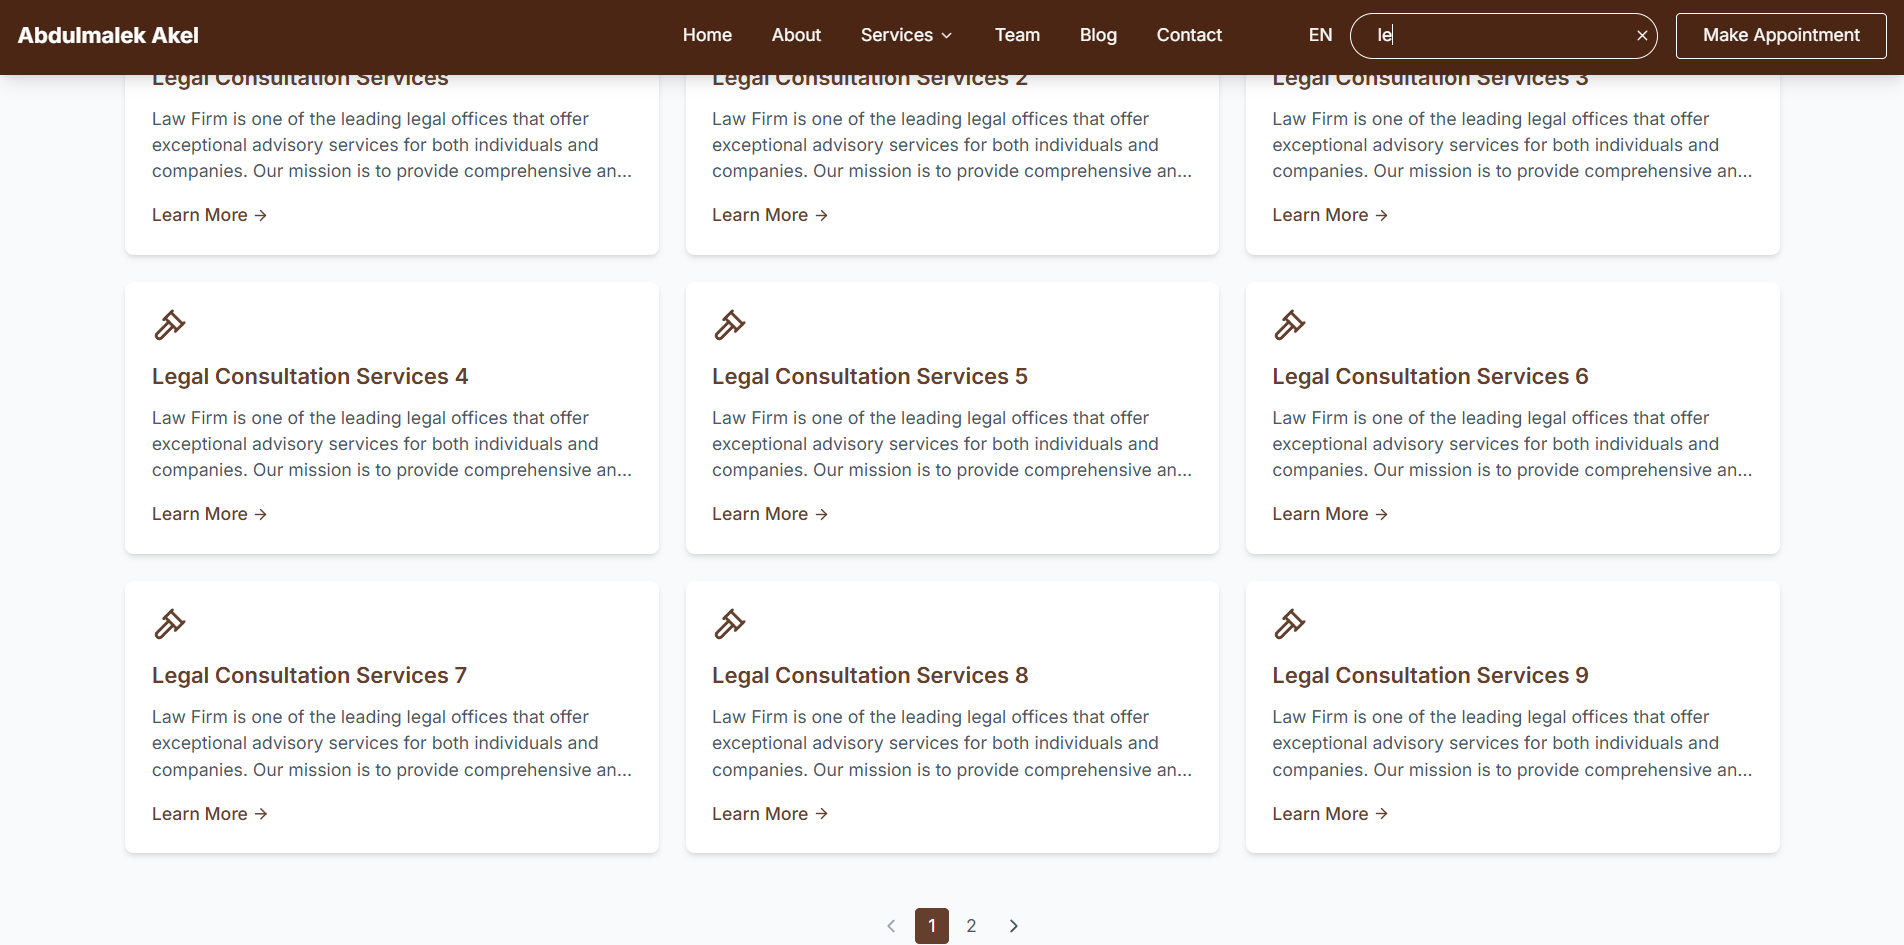 Abdulmalek Akel
Home
About
Services
Team
Blog
Contact
EN
le
Make Appointment
Legal Consultation Services
Law Firm is one of the leading legal offices that offer
exceptional advisory services for both individuals and
companies. Our mission is to provide comprehensive an...
Learn More →
Legal Consultation Services 2
Law Firm is one of the leading legal offices that offer
exceptional advisory services for both individuals and
companies. Our mission is to provide comprehensive an...
Learn More →
Legal Consultation Services 3
Law Firm is one of the leading legal offices that offer
exceptional advisory services for both individuals and
companies. Our mission is to provide comprehensive an...
Learn More →
Legal Consultation Services 4
Law Firm is one of the leading legal offices that offer
exceptional advisory services for both individuals and
companies. Our mission is to provide comprehensive an...
Learn More →
Legal Consultation Services 5
Law Firm is one of the leading legal offices that offer
exceptional advisory services for both individuals and
companies. Our mission is to provide comprehensive an...
Learn More →
Legal Consultation Services 6
Law Firm is one of the leading legal offices that offer
exceptional advisory services for both individuals and
companies. Our mission is to provide comprehensive an...
Learn More →
Legal Consultation Services 7
Law Firm is one of the leading legal offices that offer
exceptional advisory services for both individuals and
companies. Our mission is to provide comprehensive an...
Learn More →
Legal Consultation Services 8
Law Firm is one of the leading legal offices that offer
exceptional advisory services for both individuals and
companies. Our mission is to provide comprehensive an...
Learn More →
Legal Consultation Services 9
Law Firm is one of the leading legal offices that offer
exceptional advisory services for both individuals and
companies. Our mission is to provide comprehensive an...
Learn More →
1 2